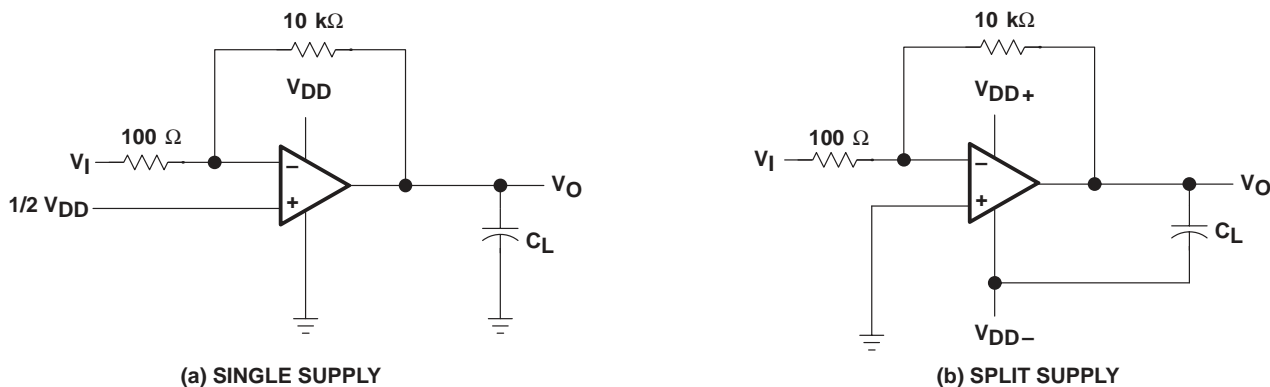 10 kΩ
VDD
100 Ω
VI
1/2 VDD
−
+
VO
CL
(a) SINGLE SUPPLY
10 kΩ
VDD+
100 Ω
VI
−
+
VO
CL
VDD−
(b) SPLIT SUPPLY